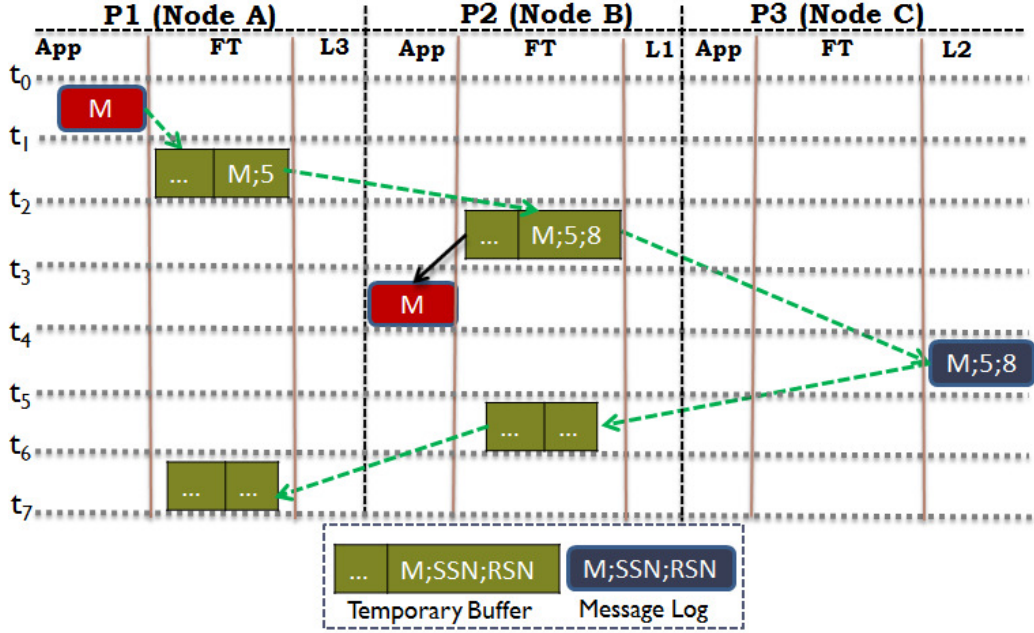 P1 (Node A) P2 (Node B) P3 (Node C)
App FT L3 App FT L1 App FT L2
t0
M
t1
... M;5
t2
... M;5;8
t3
M
t4
M;5;8
t5
... ...
t6
... ...
t7
... M;SSN;RSN M;SSN;RSN
Temporary Buffer Message Log